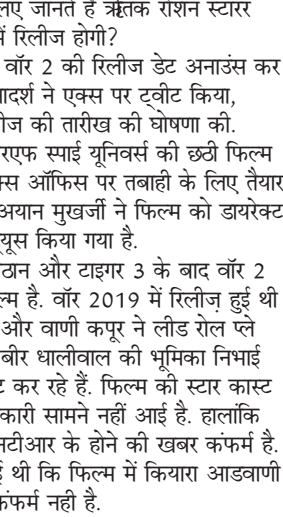 लिए जानते हैं ऋतिक रोशन स्टारर
में रिलीज होगी?
वॉर 2 की रिलीज डेट अनाउंस कर
आदर्श ने एक्स पर ट्वीट किया,
रिलीज की तारीख की घोषणा की.
स्पाई यूनिवर्स की छठी फिल्म
ऑफिस पर तबाही के लिए तैयार
अयान मुखर्जी ने फिल्म को डायरेक्ट
किया गया है.
और टाइगर 3 के बाद वॉर 2
है. वॉर 2019 में रिलीज़ हुई थी
और वाणी कपूर ने लीड रोल प्ले
कबीर धालीवाल की भूमिका निभाई
कर रहे हैं. फिल्म की स्टार कास्ट
सामने नहीं आई है. हालांकि
एनटीआर के होने की खबर कंफर्म है.
थी कि फिल्म में कियारा आडवाणी
कंफर्म नही है.